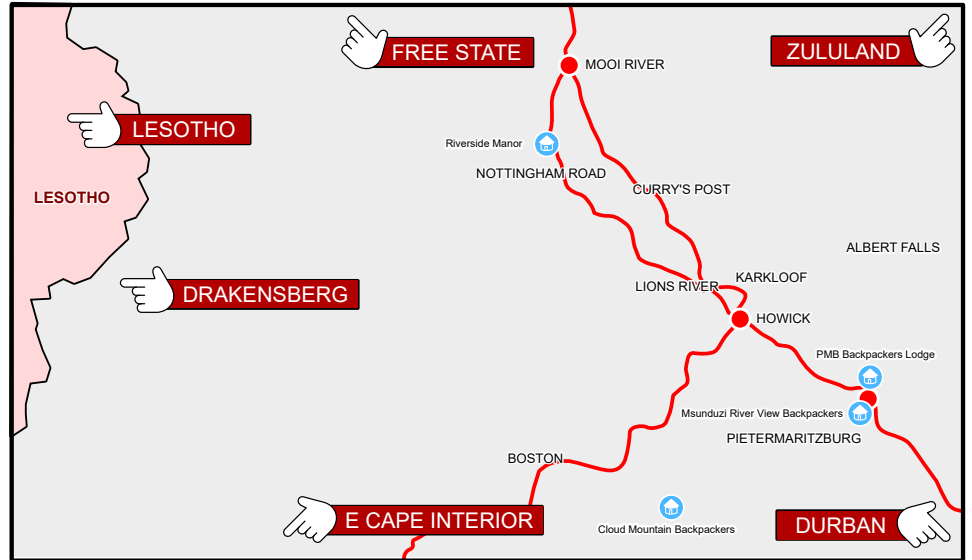 FREE STATE
ZULULAND
MOOI RIVER
LESOTHO
Riverside Manor
NOTTINGHAM ROAD
CURRY'S POST
LESOTHO
ALBERT FALLS
KARKLOOF
LIONS RIVER
DRAKENSBERG
HOWICK
PMB Backpackers Lodge
Msunduzi River View Backpackers
PIETERMARITZBURG
BOSTON
E CAPE INTERIOR
Cloud Mountain Backpackers
DURBAN